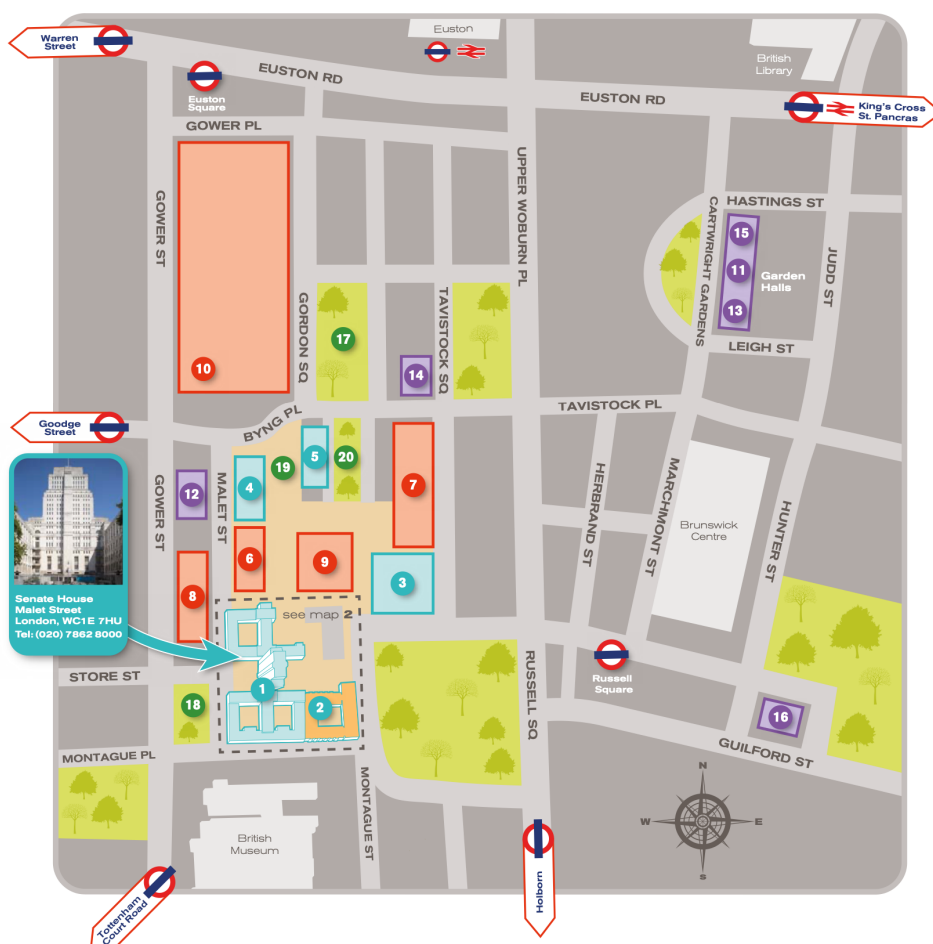 Warren
Street
Euston
British
Library
EUSTON RD
Euston
Square
EUSTON RD
King's Cross
St. Pancras
GOWER PL
GOWER ST
UPPER WOBURN PL
CARTWRIGHT GARDENS
HASTINGS ST
JUDD ST
15
11
13
Garden
Halls
GORDON SQ
17
TAVISTOCK SQ
14
LEIGH ST
10
Goodge
Street
BYNG PL
TAVISTOCK PL
GOWER ST
12
MALET ST
4
19
5
20
7
HERBRAND ST
MARCHMONT ST
Brunswick
Centre
HUNTER ST
8
6
9
3
Senate House
Malet Street
London, WC1E 7HU
Tel: (020) 7862 8000
see map 2
1
2
STORE ST
18
RUSSELL SQ
Russell
Square
16
GUILFORD ST
MONTAGUE PL
MONTAGUE ST
British
Museum
N
W
E
S
Tottenham
Court Road
Holborn